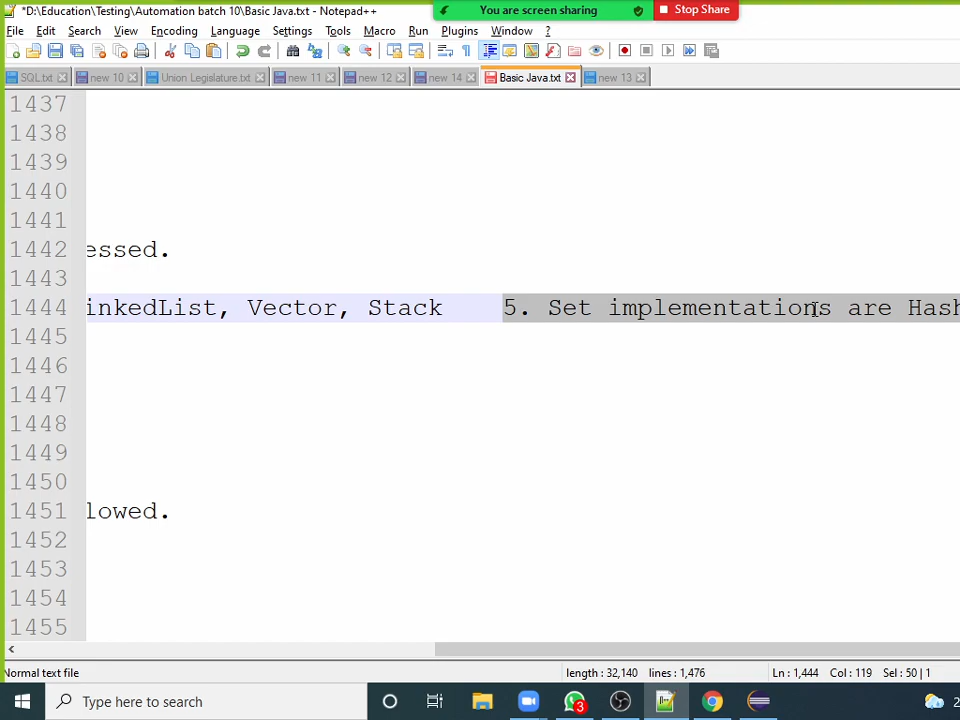 *D:\Education\Testing\Automation batch 10\Basic Java.txt - Notepad++
You are screen sharing
Stop Share
File Edit Search View Encoding Language Settings Tools Macro Run Plugins Window ?
SQL.txt new 10 Union Legislature.txt new 11 new 12 new 14 Basic Java.txt new 13
1437
1438
1439
1440
1441
1442 essed.
1443
1444 inkedList, Vector, Stack 5. Set implementations are Hash
1445
1446
1447
1448
1449
1450
1451 lowed.
1452
1453
1454
1455
Normal text file length : 32,140 lines : 1,476 Ln : 1,444 Col : 119 Sel : 50 | 1
Type here to search 3 2